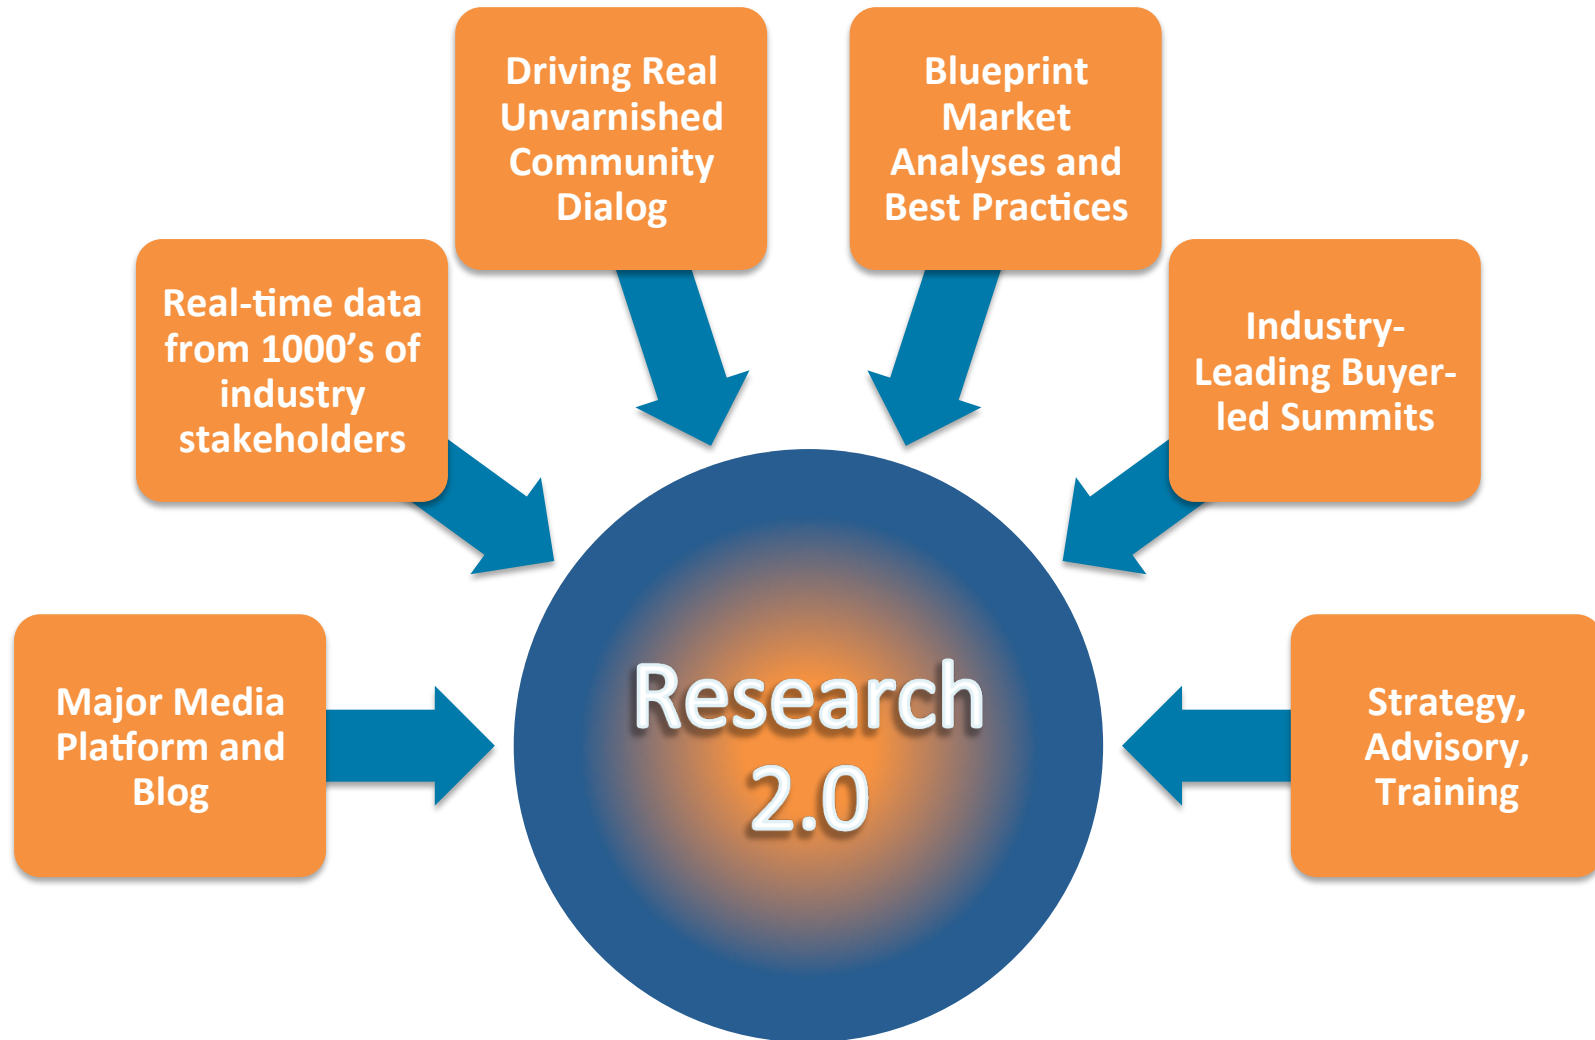 Driving Real
Unvarnished
Community
Dialog
Blueprint
Market
Analyses and
Best Practices
Real-time data
from 1000’s of
industry
stakeholders
Industry-
Leading Buyer-
led Summits
Major Media
Platform and
Blog
Research
2.0
Strategy,
Advisory,
Training